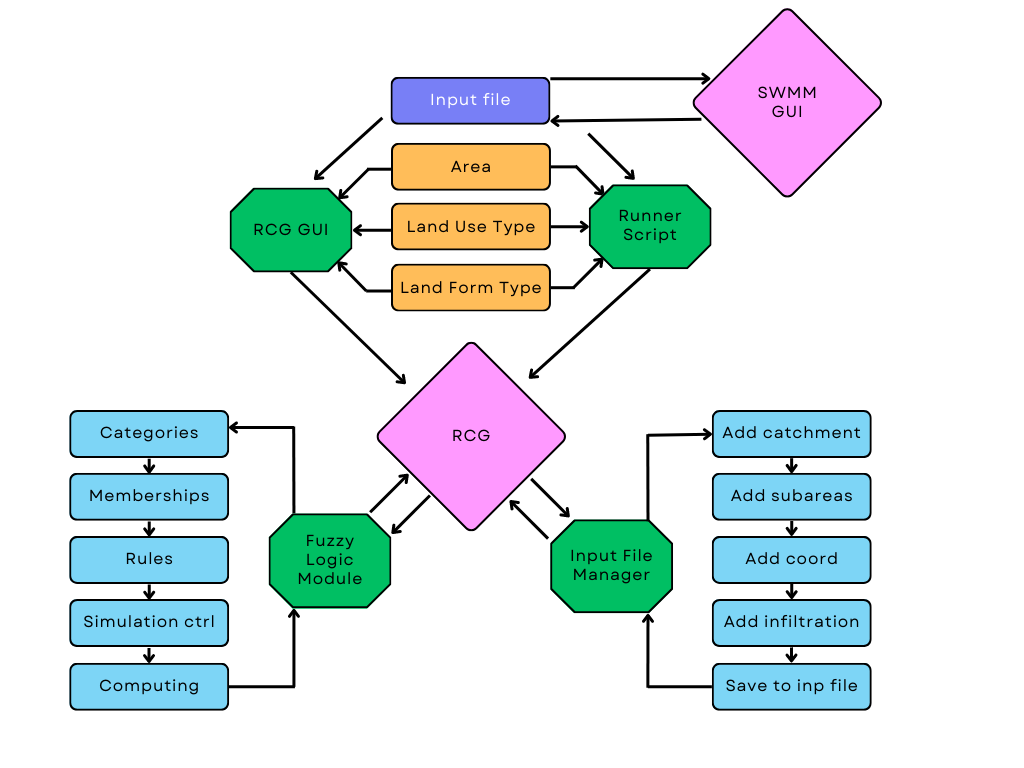 SWMM
GUI
Input file
Area
RCG GUI
Land Use Type
Runner
Script
Land Form Type
RCG
Categories
Memberships
Rules
Simulation ctrl
Computing
Fuzzy
Logic
Module
Input File
Manager
Add catchment
Add subareas
Add coord
Add infiltration
Save to inp file